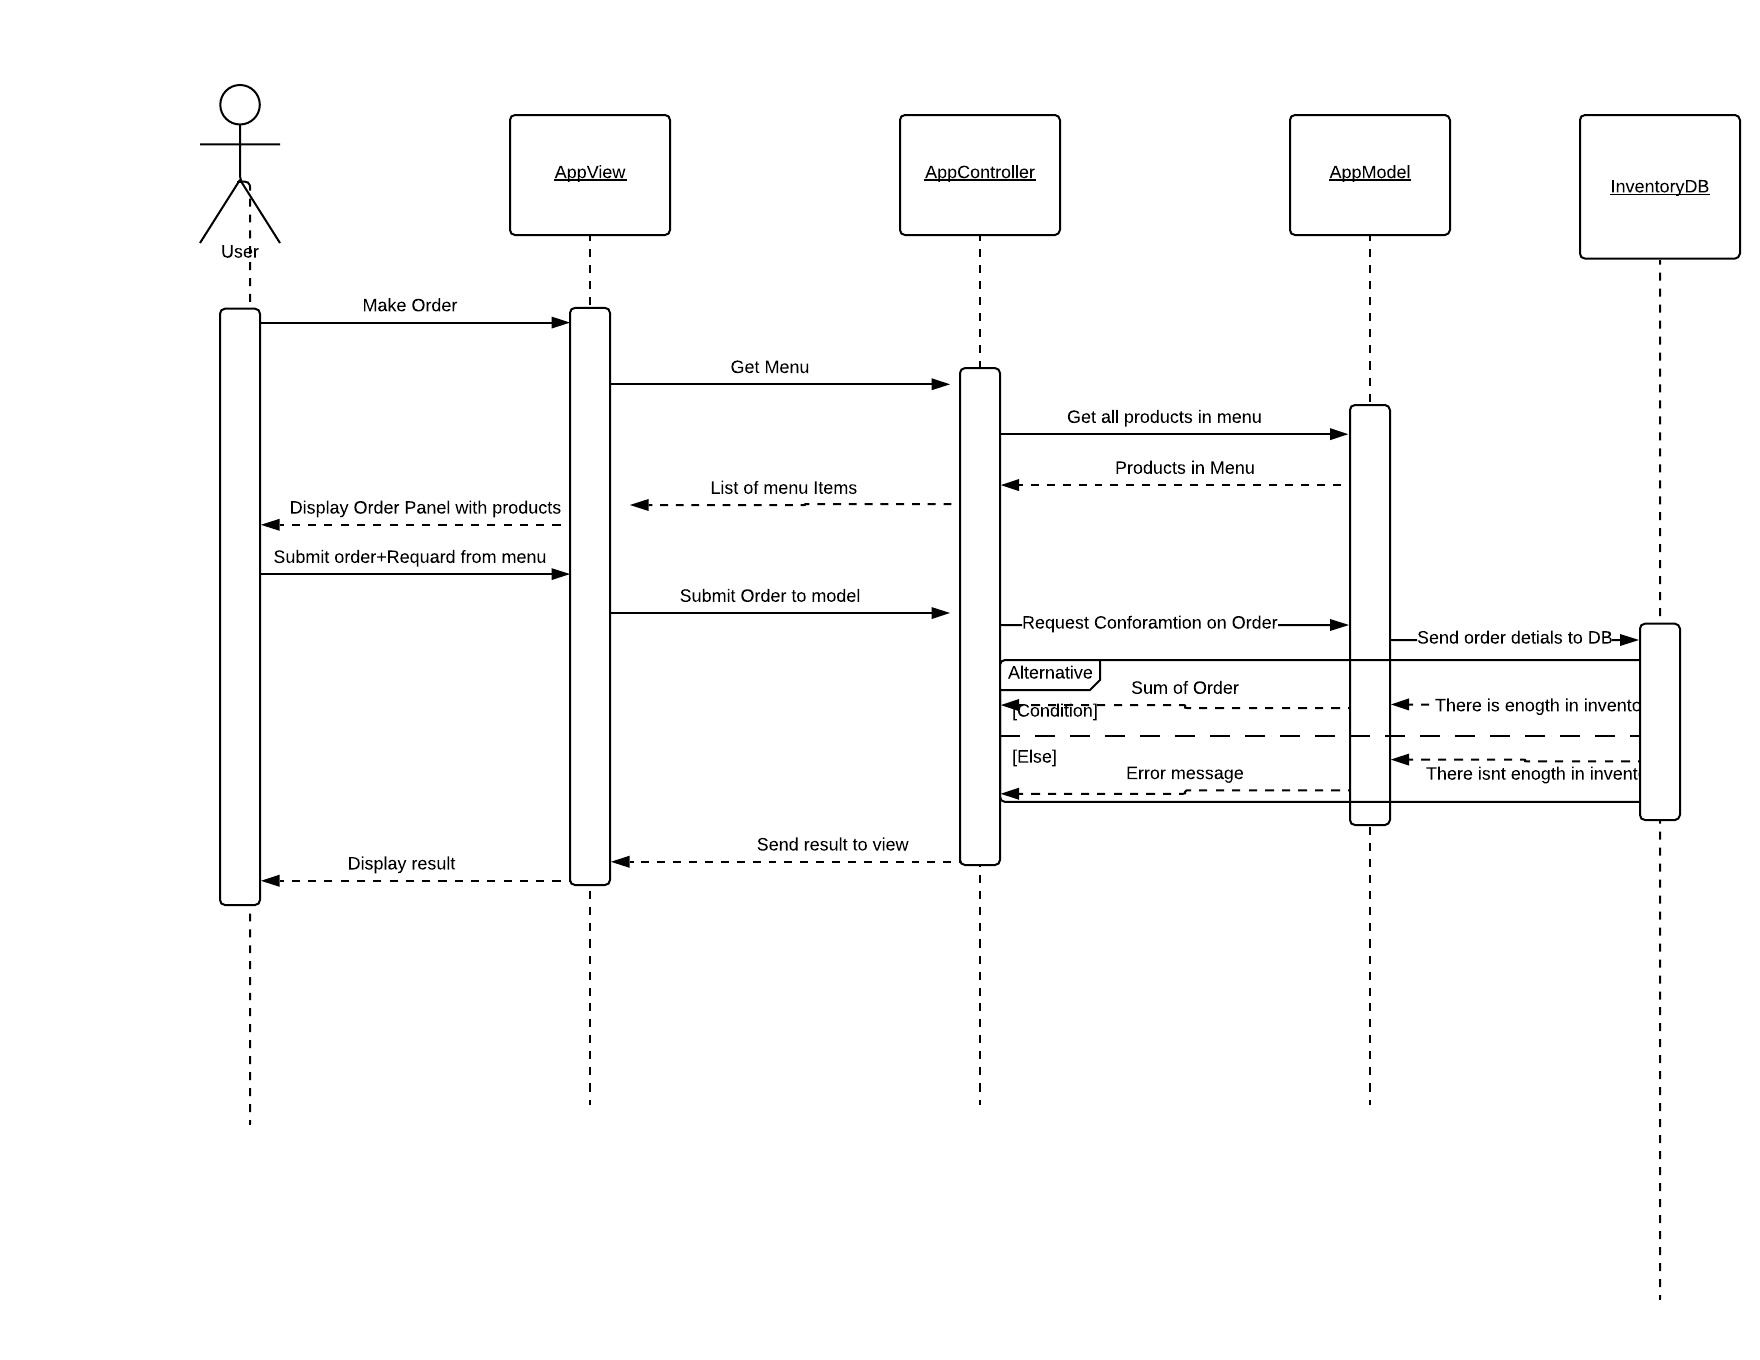 User
AppView
AppController
AppModel
InventoryDB
Make Order
Get Menu
Get all products in menu
Products in Menu
List of menu Items
Display Order Panel with products
Submit order+Requard from menu
Submit Order to model
Request Conforamtion on Order
Send order detials to DB
Alternative
Sum of Order
[Condition]
There is enogth in invento
[Else]
Error message
There isnt enogth in invent
Send result to view
Display result